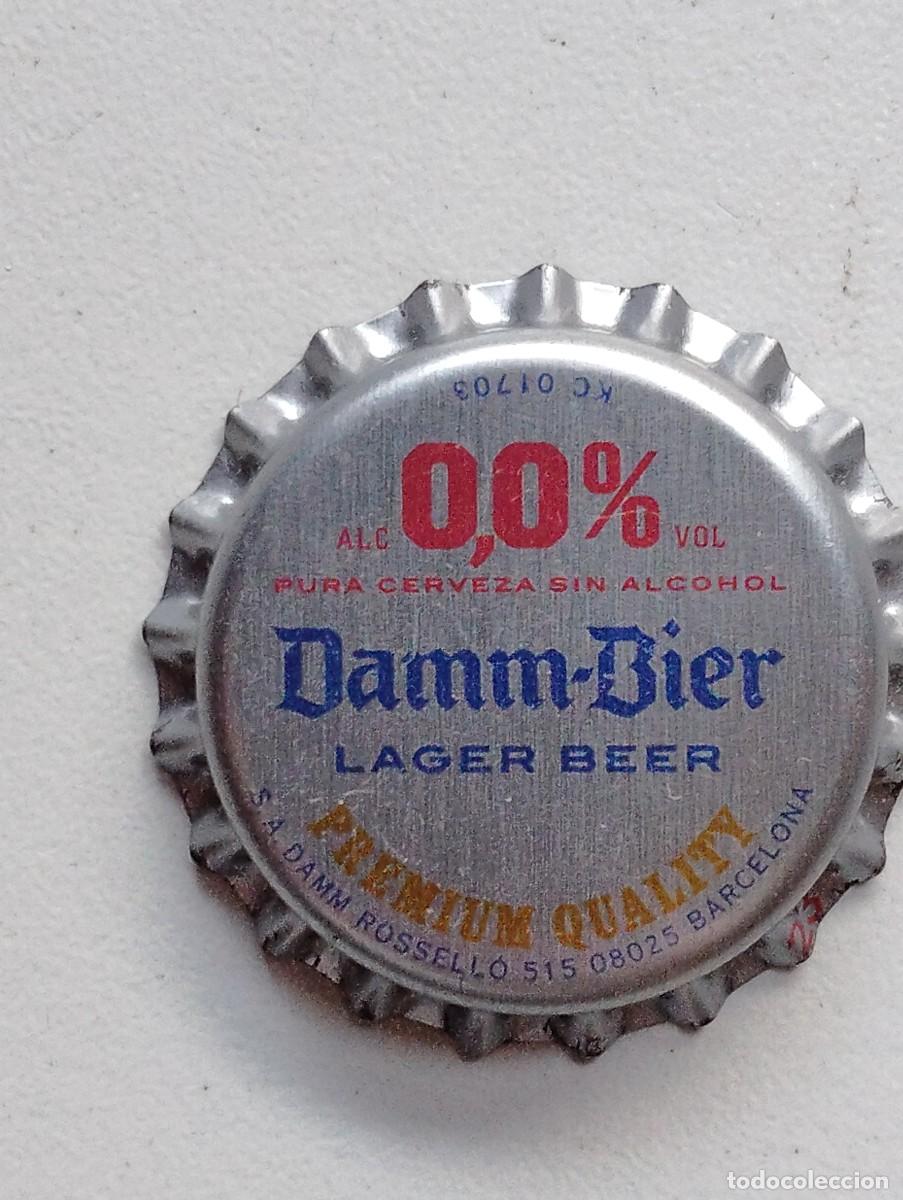 KC 01703
ALC 0,0% VOL
PURA CERVEZA SIN ALCOHOL
Damm-Bier
LAGER BEER
PREMIUM QUALITY
S.A. DAMM ROSSELLÓ 515 08025 BARCELONA
27
todocoleccion